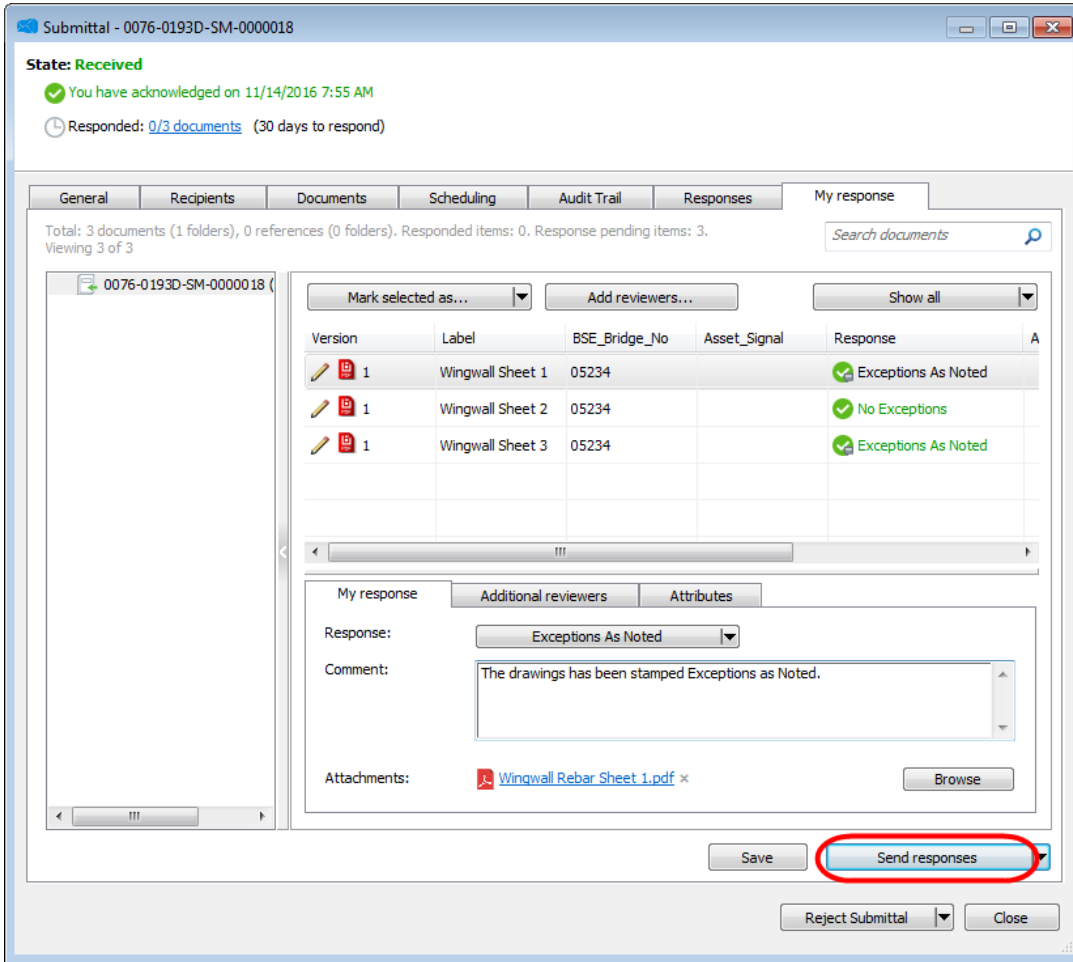 Submittal - 0076-0193D-SM-0000018
State: Received
You have acknowledged on 11/14/2016 7:55 AM
Responded: 0/3 documents (30 days to respond)
General Recipients Documents Scheduling Audit Trail Responses My response
Total: 3 documents (1 folders), 0 references (0 folders). Responded items: 0. Response pending items: 3.
Viewing 3 of 3
Search documents
0076-0193D-SM-0000018 (
Mark selected as... Add reviewers... Show all
Version Label BSE_Bridge_No Asset_Signal Response A
1 Wingwall Sheet 1 05234 Exceptions As Noted
1 Wingwall Sheet 2 05234 No Exceptions
1 Wingwall Sheet 3 05234 Exceptions As Noted
My response Additional reviewers Attributes
Response: Exceptions As Noted
Comment: The drawings has been stamped Exceptions as Noted.
Attachments: Wingwall Rebar Sheet 1.pdf × Browse
Save Send responses
Reject Submittal Close